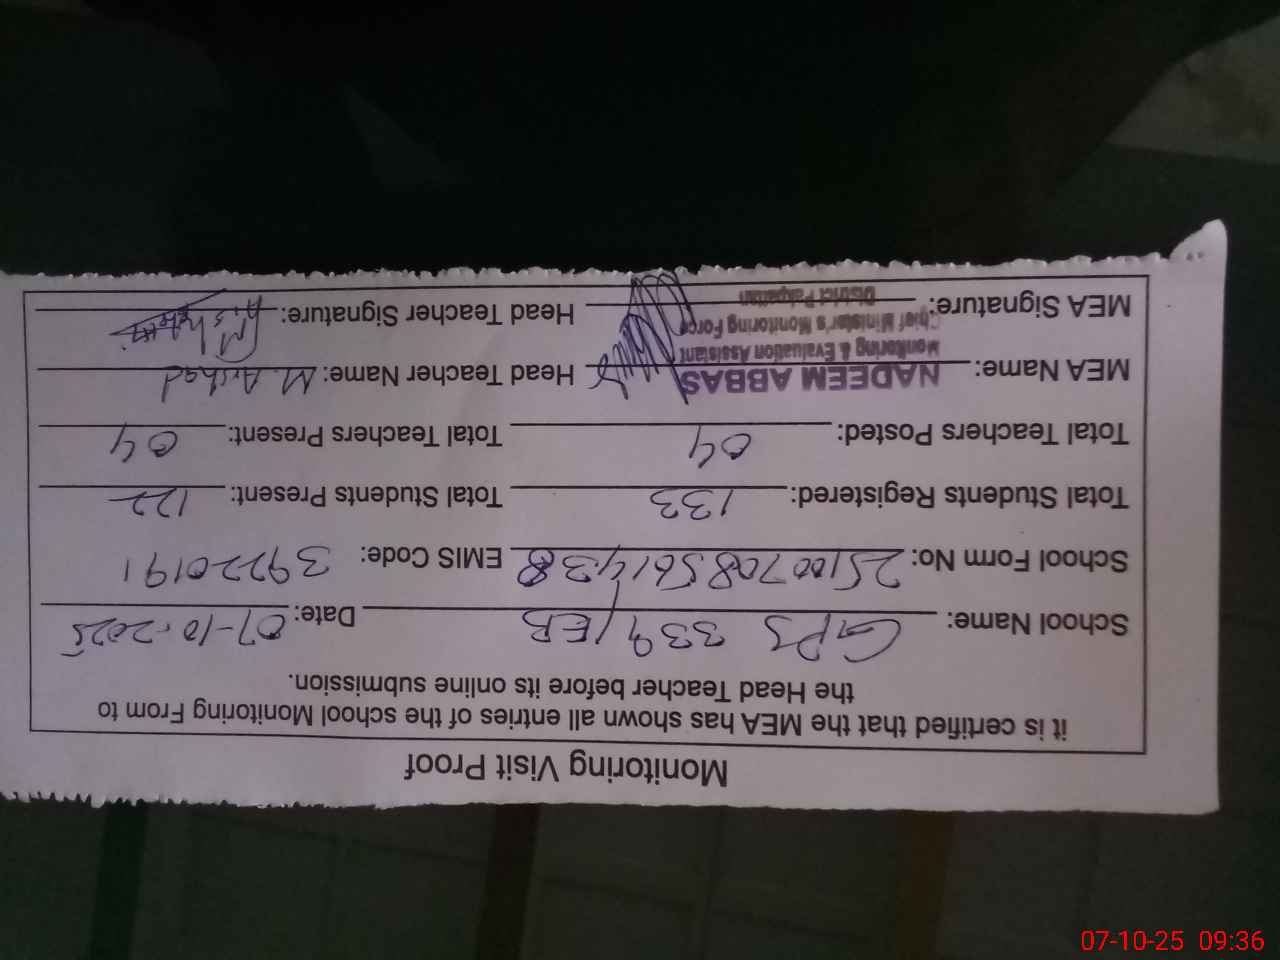 Monitoring Visit Proof
it is certified that the MEA has shown all entries of the school Monitoring From to
the Head Teacher before its online submission.
School Name: GPS 339/EB Date: 07-10-2025
School Form No: 25100708561438 EMIS Code: 39220191
Total Students Registered: 133 Total Students Present: 122
Total Teachers Posted: 04 Total Teachers Present: 04
MEA Name: NADEEM ABBAS Head Teacher Name: M. Arshad
Monitoring & Evaluation Assistant
Chief Minister's Monitoring Force
MEA Signature: Head Teacher Signature:
District Pakpattan
07-10-25 09:36